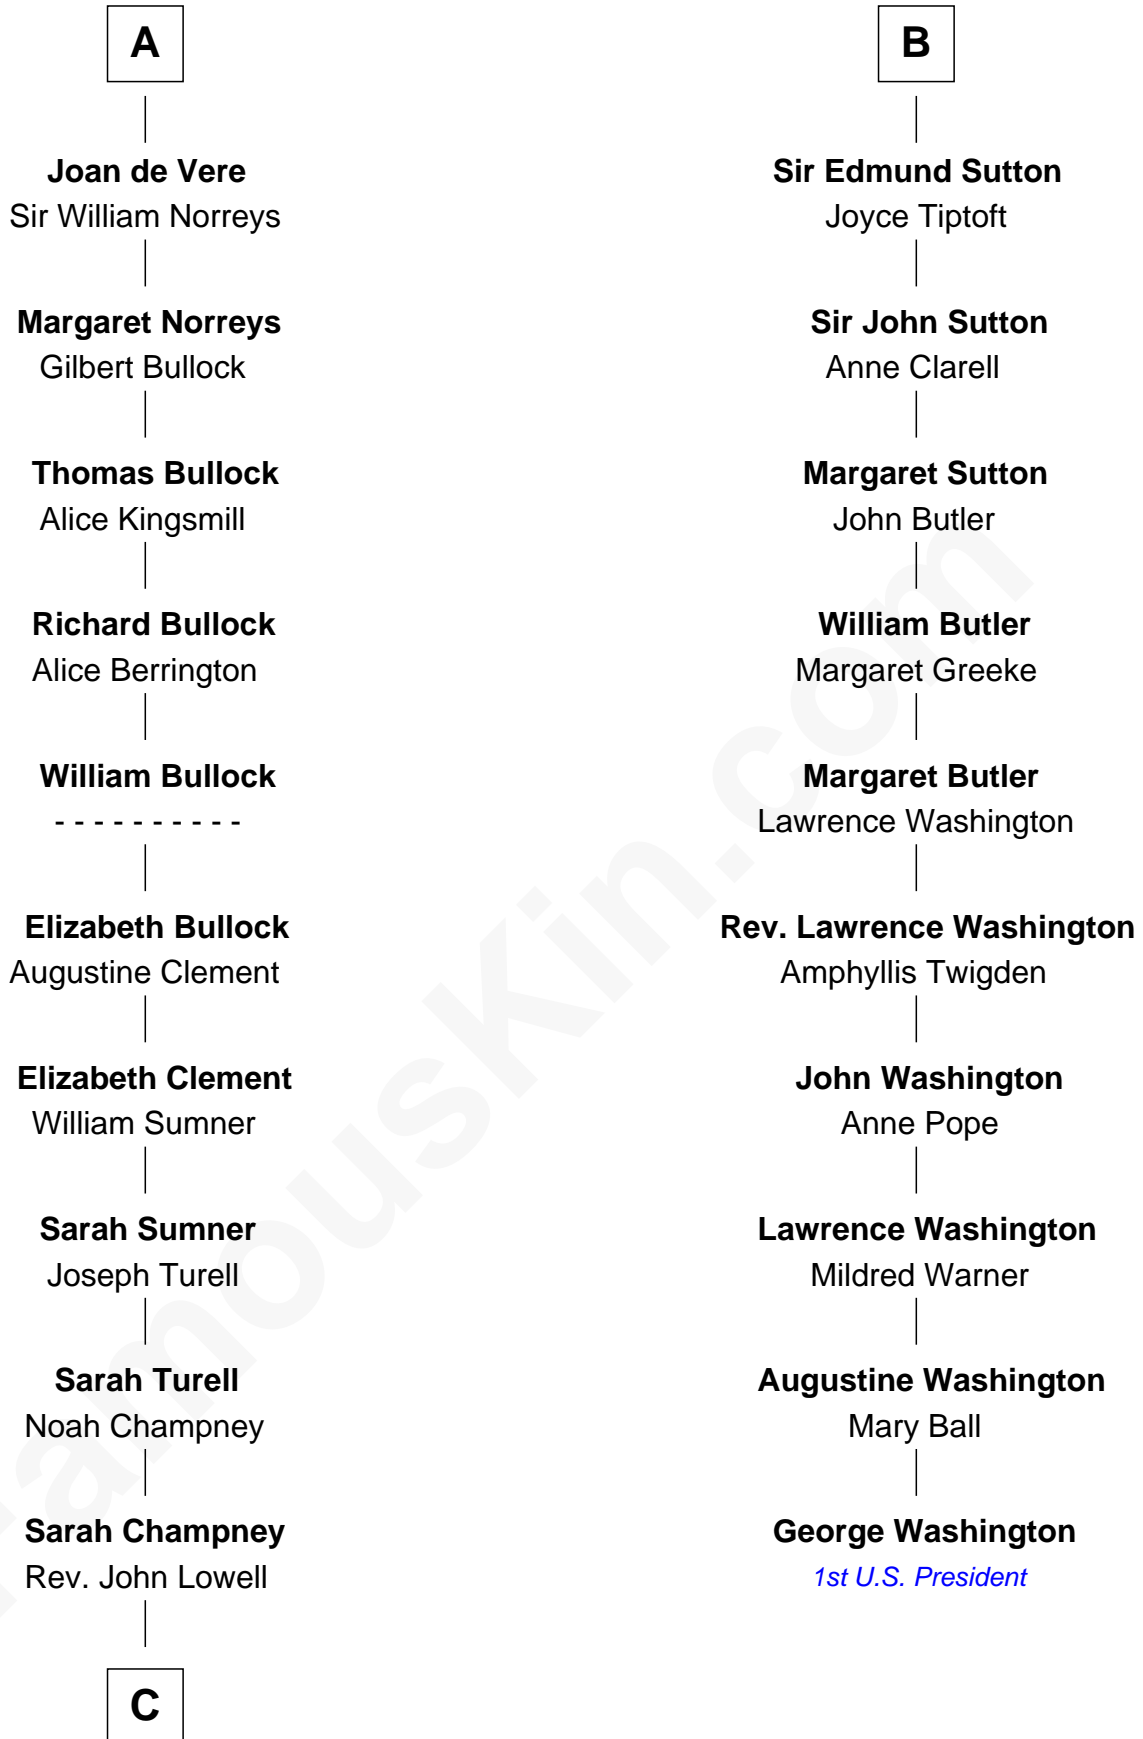 A
Joan de Vere
Sir William Norreys
Margaret Norreys
Gilbert Bullock
Thomas Bullock
Alice Kingsmill
Richard Bullock
Alice Berrington
William Bullock
- - - - - - - - - -
Elizabeth Bullock
Augustine Clement
Elizabeth Clement
William Sumner
Sarah Sumner
Joseph Turell
Sarah Turell
Noah Champney
Sarah Champney
Rev. John Lowell
C
B
Sir Edmund Sutton
Joyce Tiptoft
Sir John Sutton
Anne Clarell
Margaret Sutton
John Butler
William Butler
Margaret Greeke
Margaret Butler
Lawrence Washington
Rev. Lawrence Washington
Amphyllis Twigden
John Washington
Anne Pope
Lawrence Washington
Mildred Warner
Augustine Washington
Mary Ball
George Washington
1st U.S. President
FamousKin.com